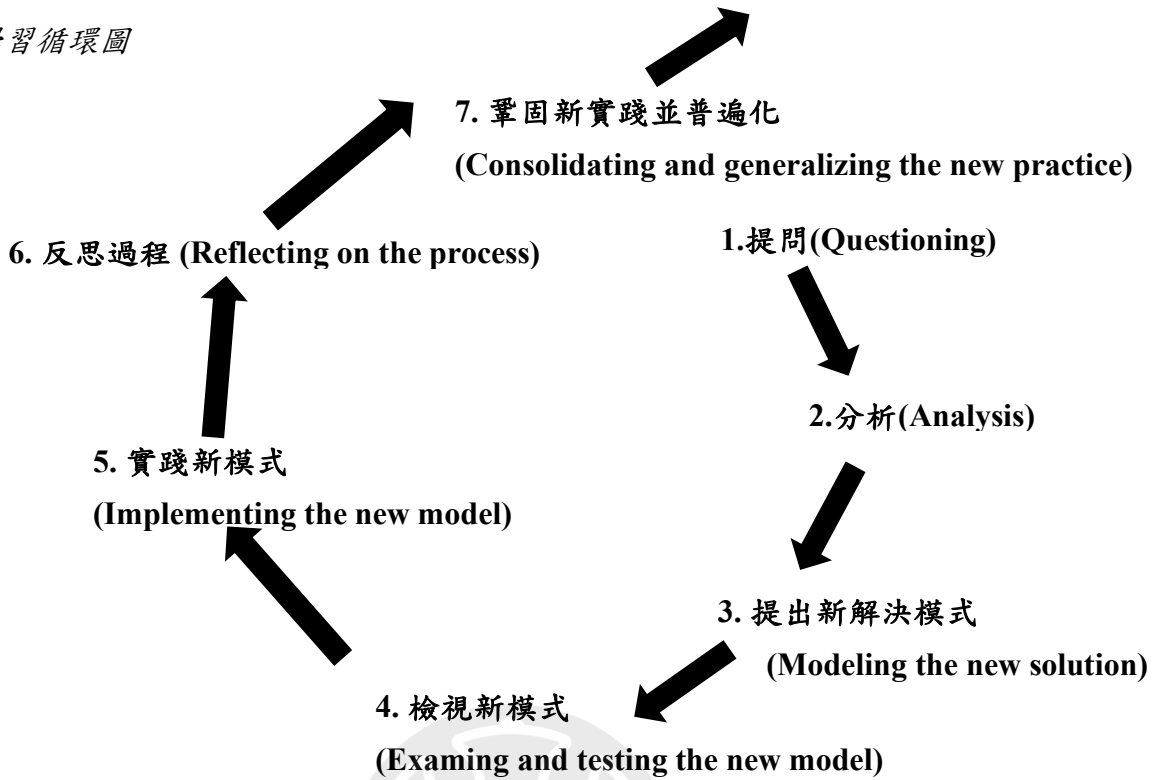 習循環圖
7. 鞏固新實踐並普遍化
(Consolidating and generalizing the new practice)
1.提問(Questioning)
6. 反思過程 (Reflecting on the process)
2.分析(Analysis)
5. 實踐新模式
(Implementing the new model)
3. 提出新解決模式
(Modeling the new solution)
4. 檢視新模式
(Examing and testing the new model)